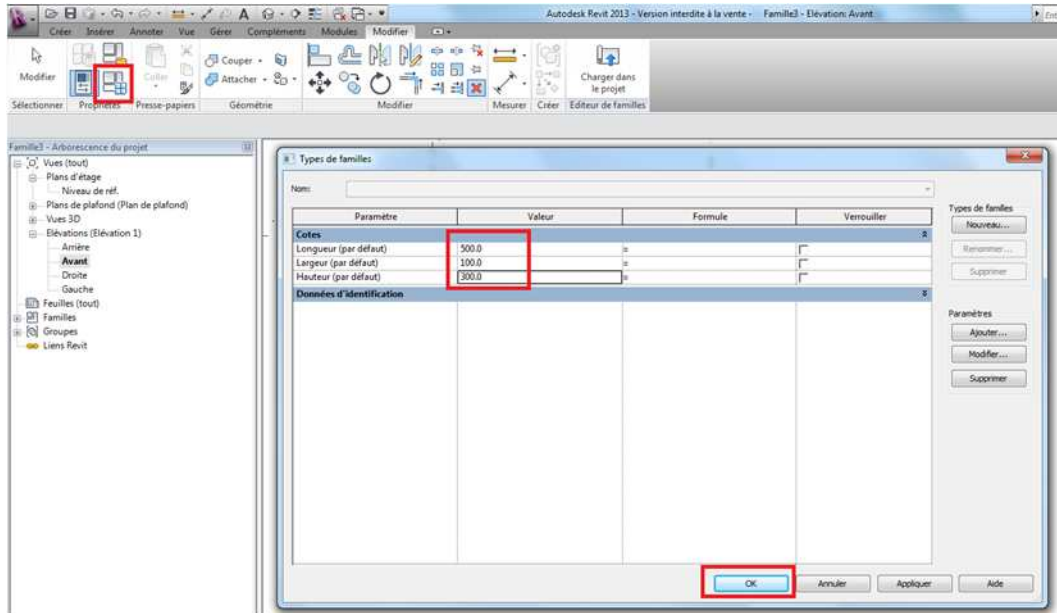 Autodesk Revit 2013 - Version interdite à la vente - Famille3 - Elévation: Avant
Créer Insérer Annoter Vue Gérer Compléments Modules Modifier
Modifier
Coller
Couper
Attacher
Charger dans
le projet
Sélectionner Propriétés Presse-papiers Géométrie Modifier Mesurer Créer Editeur de familles
Famille3 - Arborescence du projet
Vues (tout)
Plans d'étage
Niveau de réf.
Plans de plafond (Plan de plafond)
Vues 3D
Elévations (Elévation 1)
Arrière
Avant
Droite
Gauche
Feuilles (tout)
Familles
Groupes
Liens Revit
Types de familles
Nom:
Paramètre Valeur Formule Verrouiller
Cotes
Longueur (par défaut) 500.0 =
Largeur (par défaut) 100.0 =
Hauteur (par défaut) 300.0 =
Données d'identification
Types de familles
Nouveau...
Renommer...
Supprimer
Paramètres
Ajouter...
Modifier...
Supprimer
OK Annuler Appliquer Aide